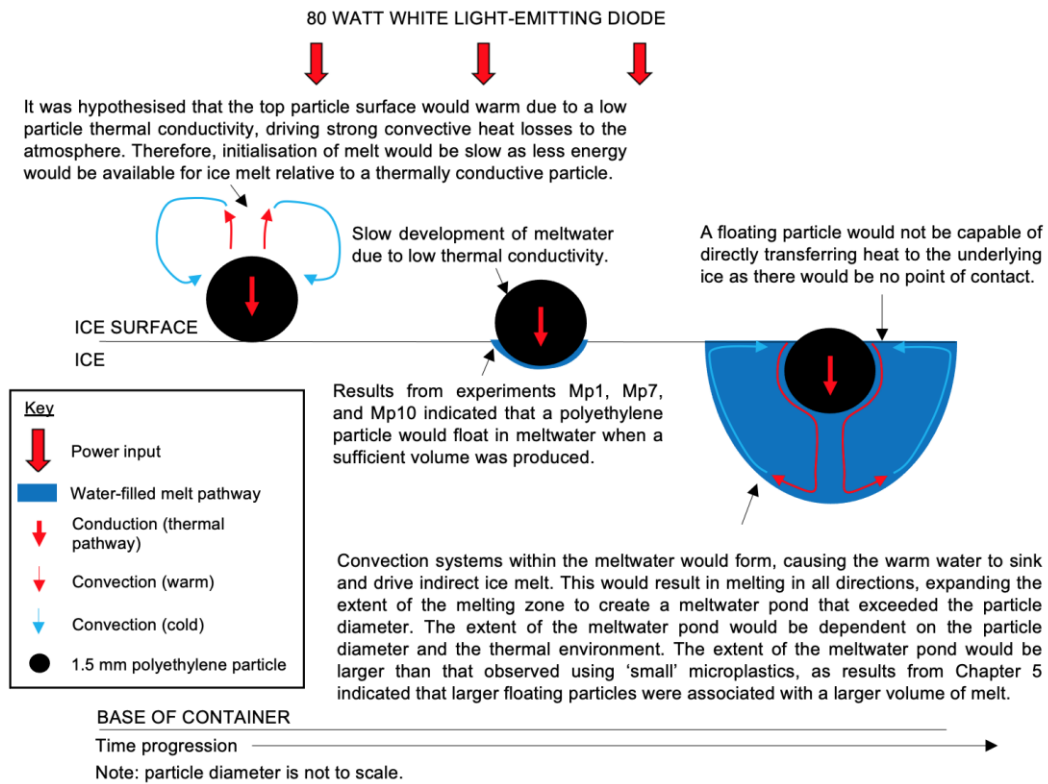 80 WATT WHITE LIGHT-EMITTING DIODE
It was hypothesised that the top particle surface would warm due to a low
particle thermal conductivity, driving strong convective heat losses to the
atmosphere. Therefore, initialisation of melt would be slow as less energy
would be available for ice melt relative to a thermally conductive particle.
Slow development of meltwater
due to low thermal conductivity.
A floating particle would not be capable of
directly transferring heat to the underlying
ice as there would be no point of contact.
ICE SURFACE
ICE
Results from experiments Mp1, Mp7,
and Mp10 indicated that a polyethylene
particle would float in meltwater when a
sufficient volume was produced.
Key
Power input
Water-filled melt pathway
Conduction (thermal
pathway)
Convection (warm)
Convection (cold)
1.5 mm polyethylene particle
Convection systems within the meltwater would form, causing the warm water to sink
and drive indirect ice melt. This would result in melting in all directions, expanding the
extent of the melting zone to create a meltwater pond that exceeded the particle
diameter. The extent of the meltwater pond would be dependent on the particle
diameter and the thermal environment. The extent of the meltwater pond would be
larger than that observed using ‘small’ microplastics, as results from Chapter 5
indicated that larger floating particles were associated with a larger volume of melt.
BASE OF CONTAINER
Time progression
Note: particle diameter is not to scale.